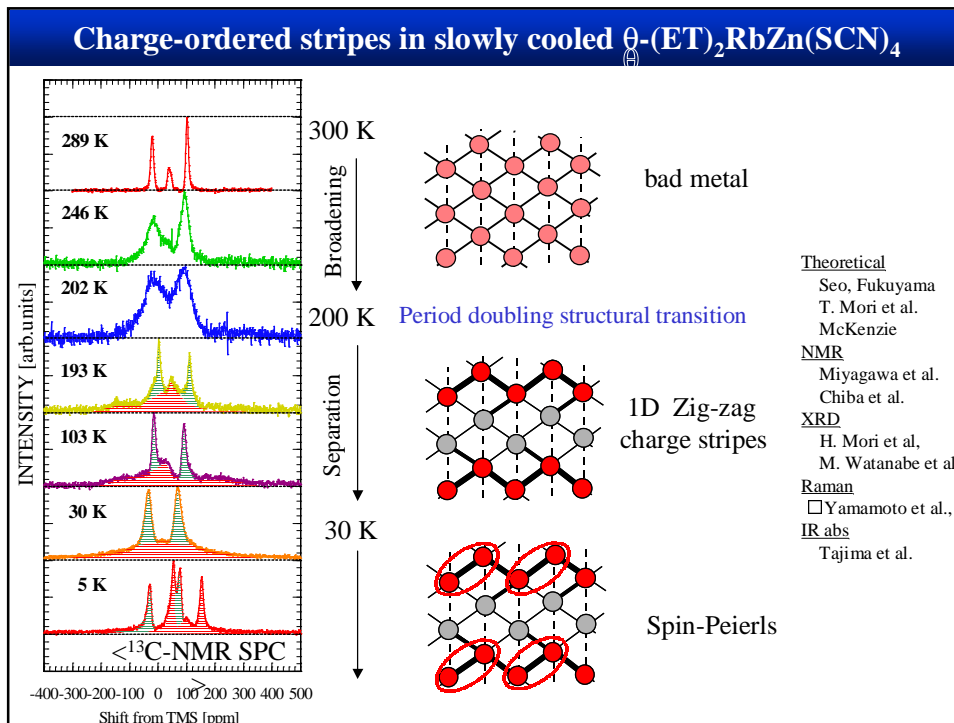 Charge-ordered stripes in slowly cooled θ-(ET)₂RbZn(SCN)₄
θ
289 K
246 K
202 K
193 K
103 K
30 K
5 K
<¹³C-NMR SPC
>
INTENSITY [arb.units]
-400-300-200-100 0 100 200 300 400 500
Shift from TMS [ppm]
300 K
Broadening
200 K
Separation
30 K
bad metal
Period doubling structural transition
1D Zig-zag
charge stripes
Spin-Peierls
Theoretical
Seo, Fukuyama
T. Mori et al.
McKenzie
NMR
Miyagawa et al.
Chiba et al.
XRD
H. Mori et al,
M. Watanabe et al
Raman
□Yamamoto et al.,
IR abs
Tajima et al.